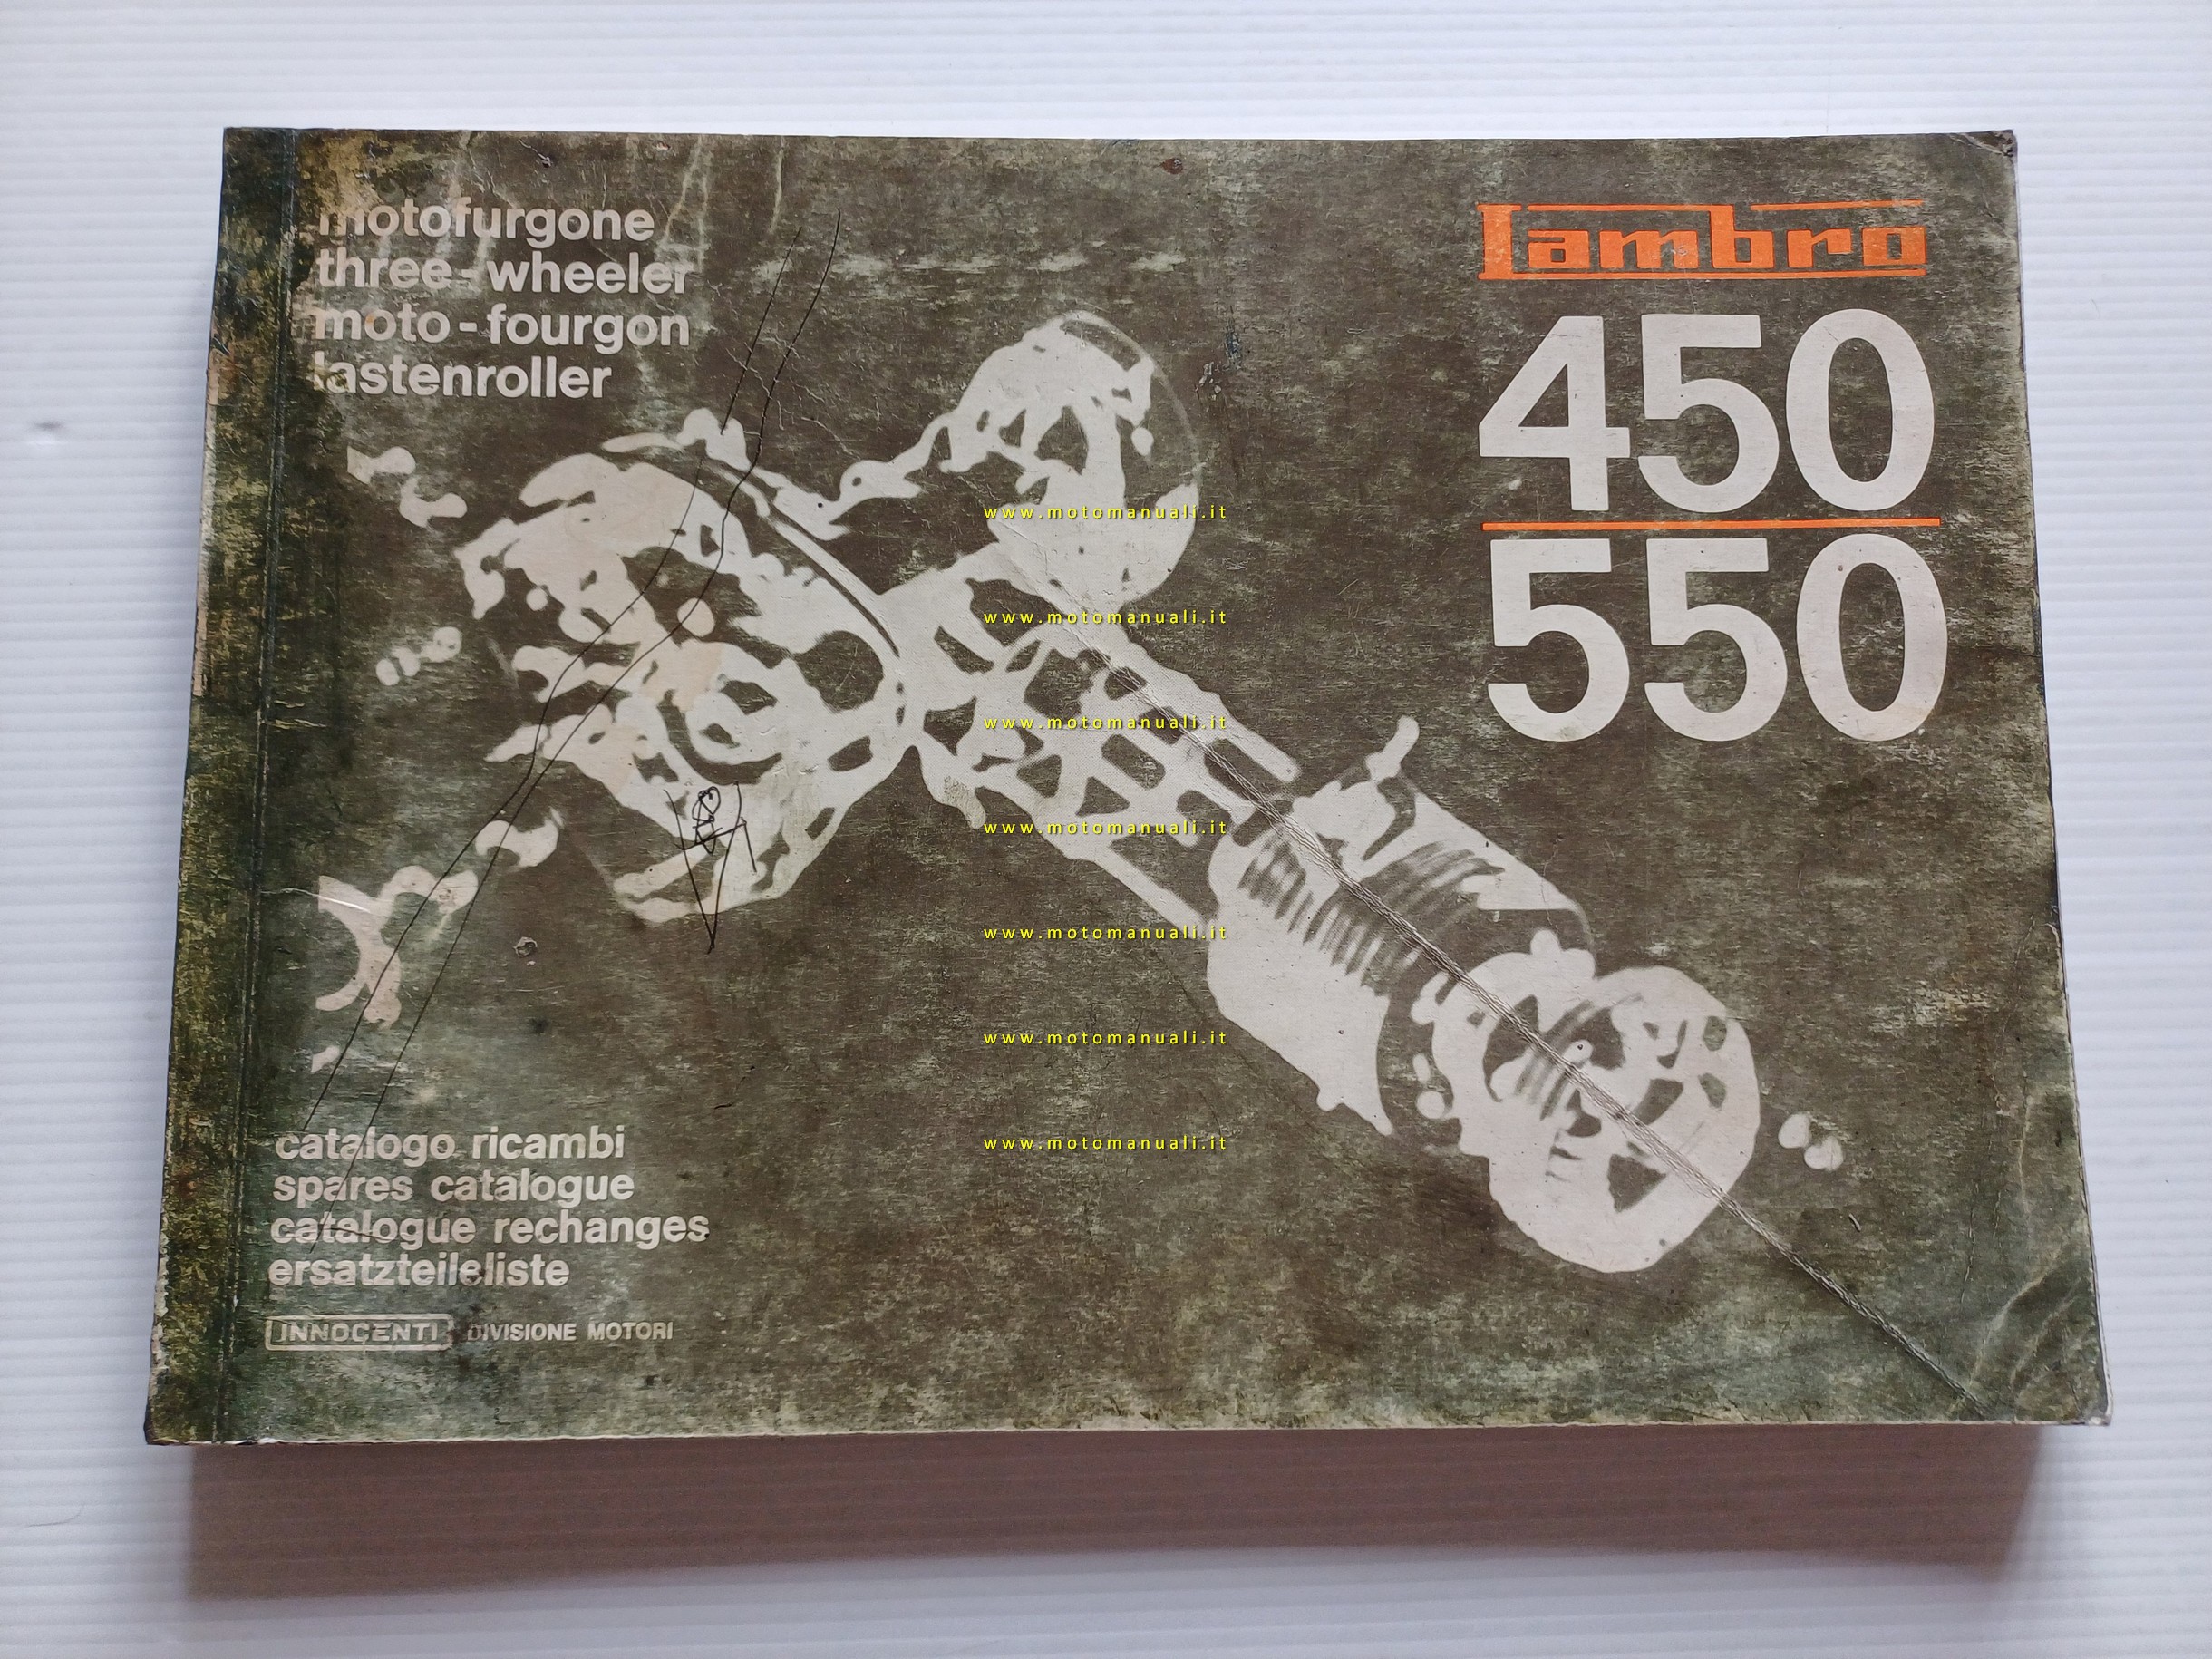 motofurgone
three-wheeler
moto-fourgon
lastenroller
Lambro
450
550
www.motomanuali.it
www.motomanuali.it
www.motomanuali.it
www.motomanuali.it
www.motomanuali.it
www.motomanuali.it
www.motomanuali.it
catalogo ricambi
spares catalogue
catalogue rechanges
ersatzteileliste
INNOCENTI DIVISIONE MOTORI